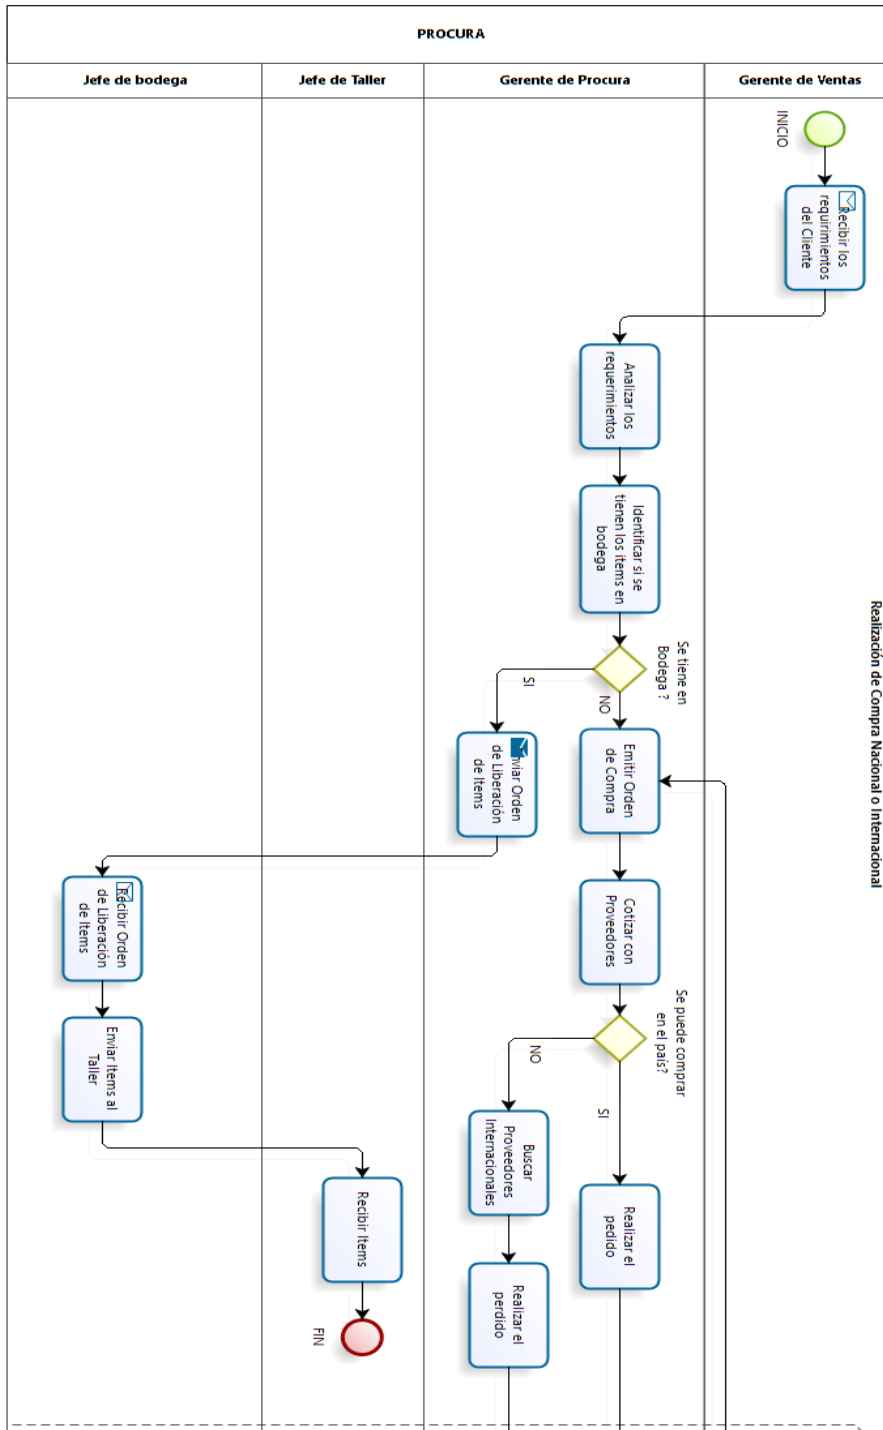 PROCURA
Jefe de bodega
Jefe de Taller
Gerente de Procura
Gerente de Ventas
Realización de Compra Nacional o Internacional
INICIO
Recibir los
requirimientos
del Cliente
Analizar los
requerimientos
Identificar si se
tienen los items en
bodega
Se tiene en
Bodega ?
SI
NO
Enviar Orden
de Liberación
de Items
Emitir Orden
de Compra
Recibir Orden
de Liberación
de Items
Cotizar con
Proveedores
Se puede comprar
en el país?
NO
SI
Enviar Items al
Taller
Buscar
Proveedores
Internacionales
Recibir Items
Realizar el
pedido
Realizar el
perdido
FIN